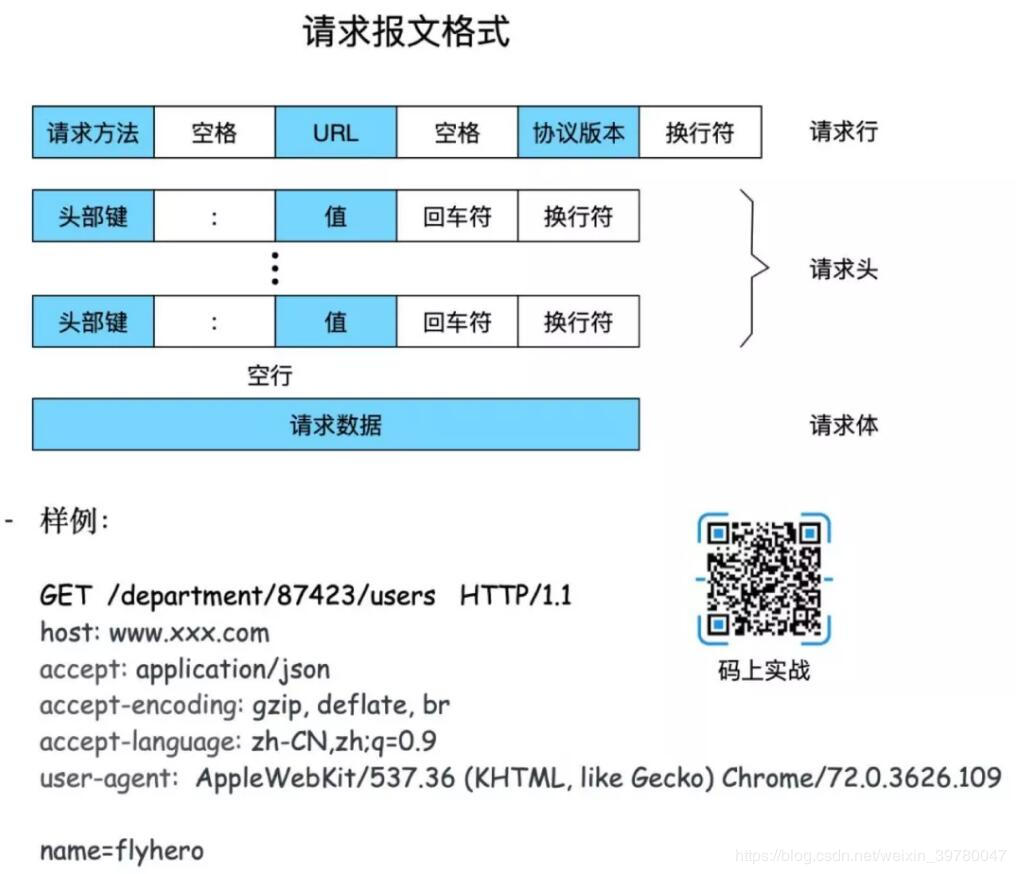 请求报文格式
请求方法 空格 URL 空格 协议版本 换行符 请求行
头部键 : 值 回车符 换行符
请求头
头部键 : 值 回车符 换行符
空行
请求数据 请求体
- 样例：
GET /department/87423/users HTTP/1.1
host: www.xxx.com
accept: application/json
accept-encoding: gzip, deflate, br
accept-language: zh-CN,zh;q=0.9
user-agent: AppleWebKit/537.36 (KHTML, like Gecko) Chrome/72.0.3626.109
name=flyhero
码上实战
https://blog.csdn.net/weixin_39780047